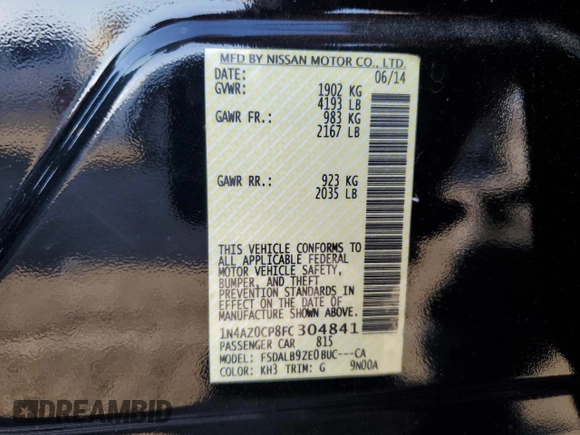 MFD BY NISSAN MOTOR CO., LTD.
DATE: 06/14
GVWR: 1902 KG
4193 LB
GAWR FR.: 983 KG
2167 LB
GAWR RR.: 923 KG
2035 LB
THIS VEHICLE CONFORMS TO
ALL APPLICABLE FEDERAL
MOTOR VEHICLE SAFETY,
BUMPER, AND THEFT
PREVENTION STANDARDS IN
EFFECT ON THE DATE OF
MANUFACTURE SHOWN ABOVE.
1N4AZ0CP8FC304841
PASSENGER CAR 815
MODEL: FSDALB9ZE0BUC---CA
COLOR: KH3 TRIM: G 9N00A
DREAMBID